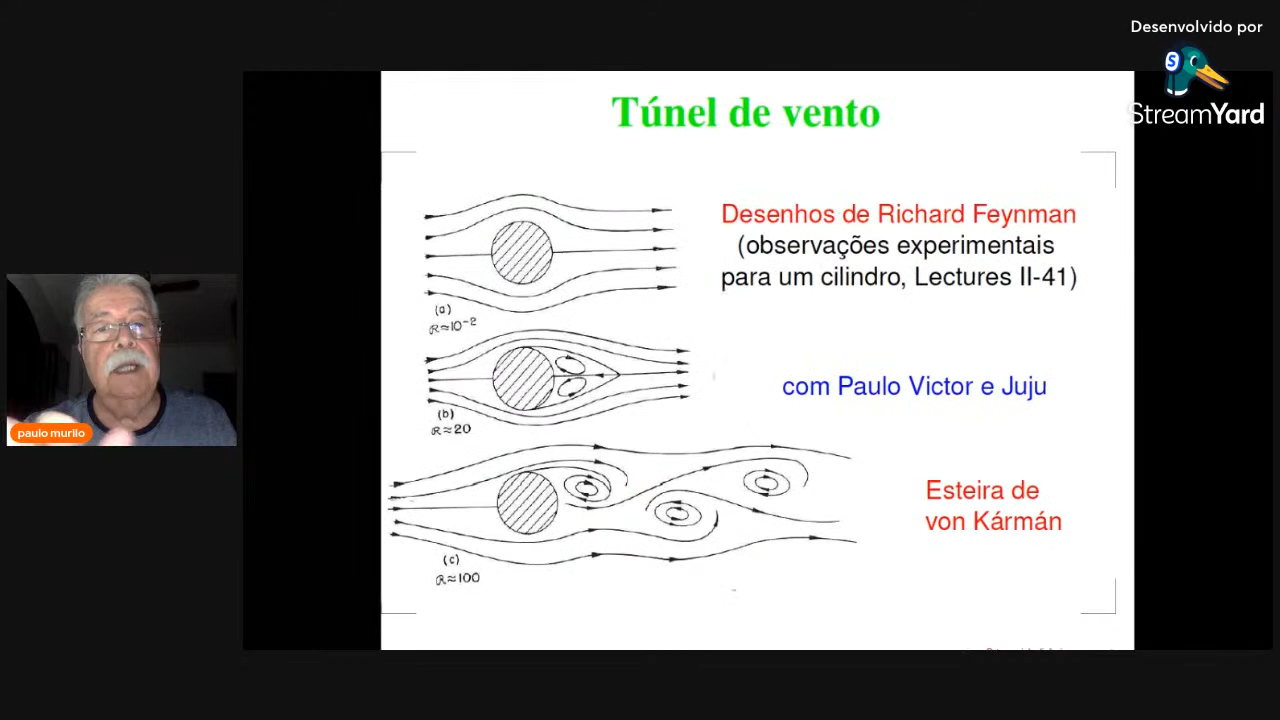 Desenvolvido por
StreamYard
Túnel de vento
Desenhos de Richard Feynman
(observações experimentais
para um cilindro, Lectures II-41)
(a)
R≈10⁻²
com Paulo Victor e Juju
(b)
R≈20
paulo murilo
Esteira de
von Kármán
(c)
R≈100